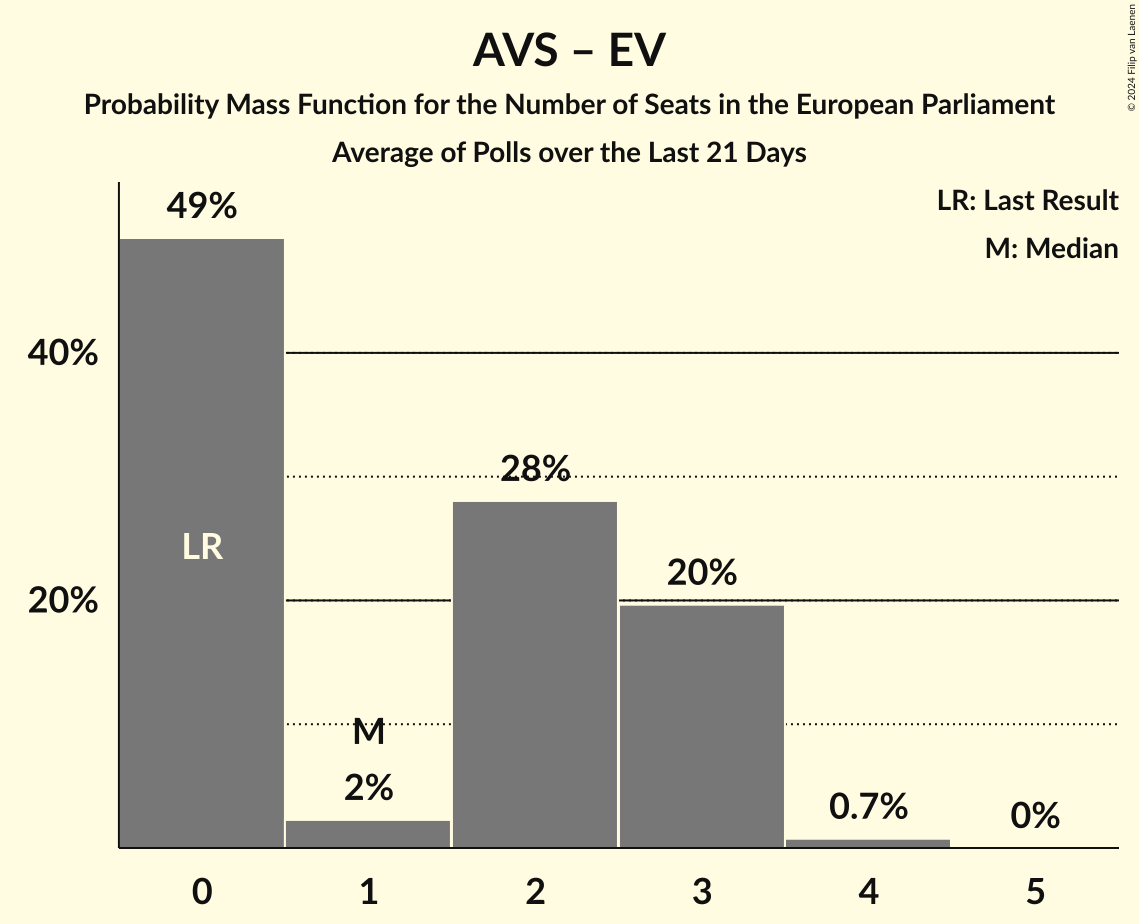 AVS – EV
Probability Mass Function for the Number of Seats in the European Parliament
Average of Polls over the Last 21 Days
© 2024 Filip van Laenen
LR: Last Result
M: Median
49%
40%
28%
LR
20%
20%
M
2%
0.7%
0%
0 1 2 3 4 5